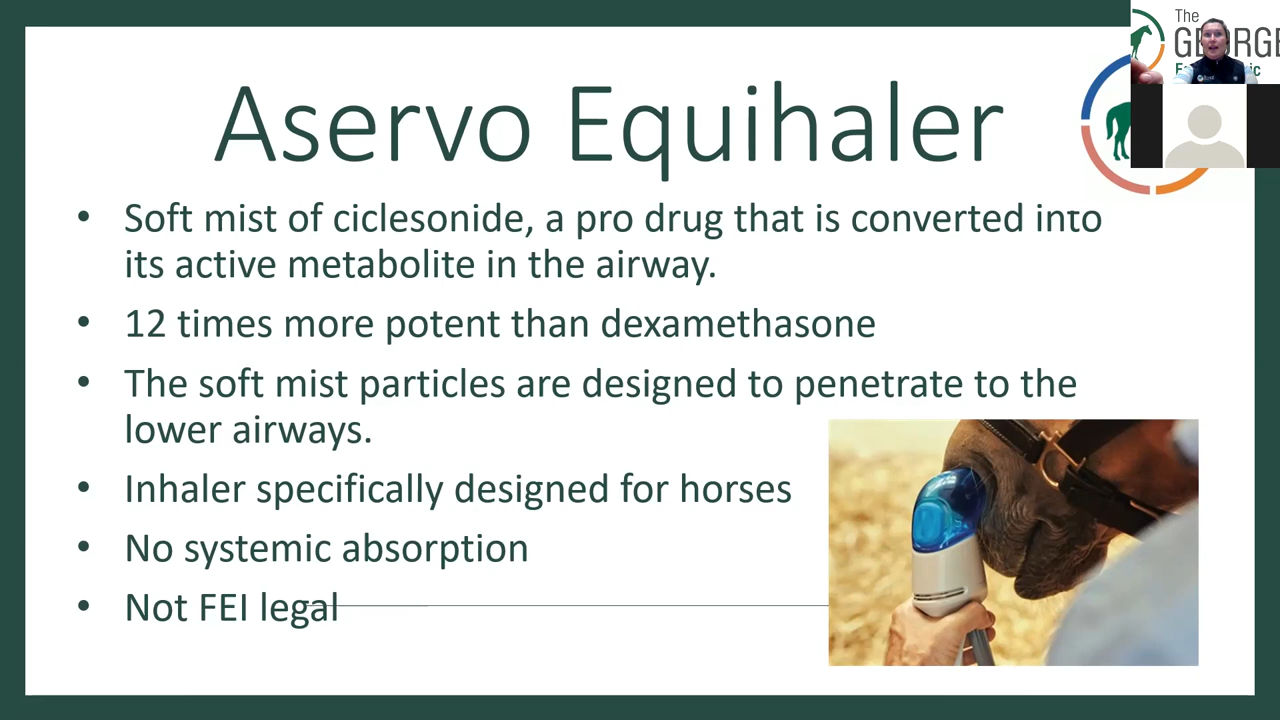 The
GEORGE
Aservo Equihaler
• Soft mist of ciclesonide, a pro drug that is converted into
its active metabolite in the airway.
• 12 times more potent than dexamethasone
• The soft mist particles are designed to penetrate to the
lower airways.
• Inhaler specifically designed for horses
• No systemic absorption
• Not FEI legal